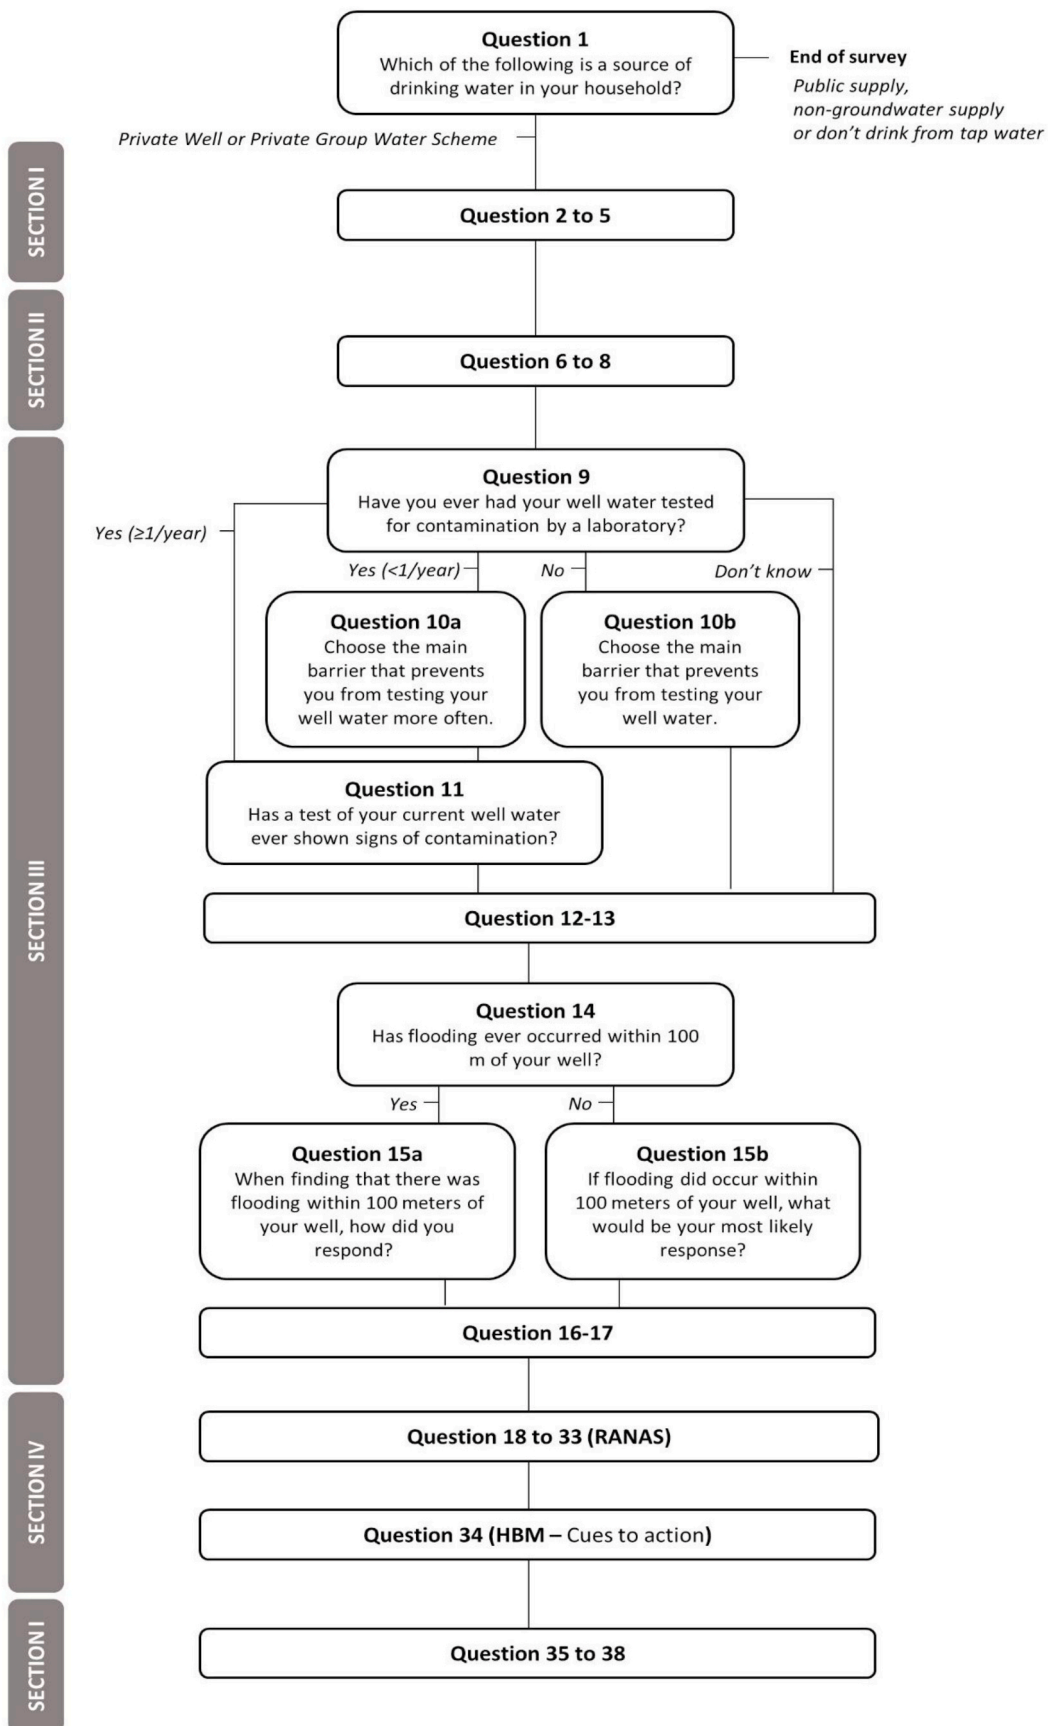 Question 1
Which of the following is a source of
drinking water in your household?
End of survey
Public supply,
non-groundwater supply
or don't drink from tap water
Private Well or Private Group Water Scheme
SECTION I
Question 2 to 5
SECTION II
Question 6 to 8
SECTION III
Question 9
Have you ever had your well water tested
for contamination by a laboratory?
Yes (≥1/year)
Yes (<1/year)
No
Don't know
Question 10a
Choose the main
barrier that prevents
you from testing your
well water more often.
Question 10b
Choose the main
barrier that prevents
you from testing your
well water.
Question 11
Has a test of your current well water
ever shown signs of contamination?
Question 12-13
Question 14
Has flooding ever occurred within 100
m of your well?
Yes
No
Question 15a
When finding that there was
flooding within 100 meters of
your well, how did you
respond?
Question 15b
If flooding did occur within
100 meters of your well, what
would be your most likely
response?
Question 16-17
SECTION IV
Question 18 to 33 (RANAS)
Question 34 (HBM – Cues to action)
SECTION I
Question 35 to 38